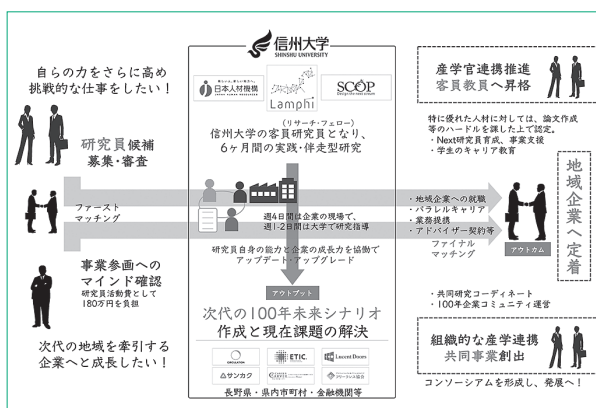 信州大学
SHINSHU UNIVERSITY
日本人材機構
Lamphi
SCOP
自らの力をさらに高め
挑戦的な仕事をしたい！
研究員候補
募集・審査
ファースト
マッチング
事業参画への
マインド確認
研究員活動費として
180万円を負担
次代の地域を牽引する
企業へと成長したい！
（リサーチ・フェロー）
信州大学の客員研究員となり、
6ヶ月間の実践・伴走型研究
週4日間は企業の現場で、
週1-2日間は大学で研究指導
研究員自身の能力と企業の成長力を協働で
アップデート・アップグレード
アウトプット
次代の100年未来シナリオ
作成と現在課題の解決
CIRCULATION
ETIC.
Lucent Doors
サンカク
フリーランス協会
長野県・県内市町村・金融機関等
産学官連携推進
客員教員へ昇格
特に優れた人材に対しては、論文作成
等のハードルを課した上で認定。
・Next研究員育成、事業支援
・学生のキャリア教育
・地域企業への就職
・パラレルキャリア
・業務提携
・アドバイザー契約等
ファイナル
マッチング
アウトカム
地域企業へ定着
・共同研究コーディネート
・100年企業コミュニティ運営
組織的な産学連携
共同事業創出
コンソーシアムを形成し、発展へ！